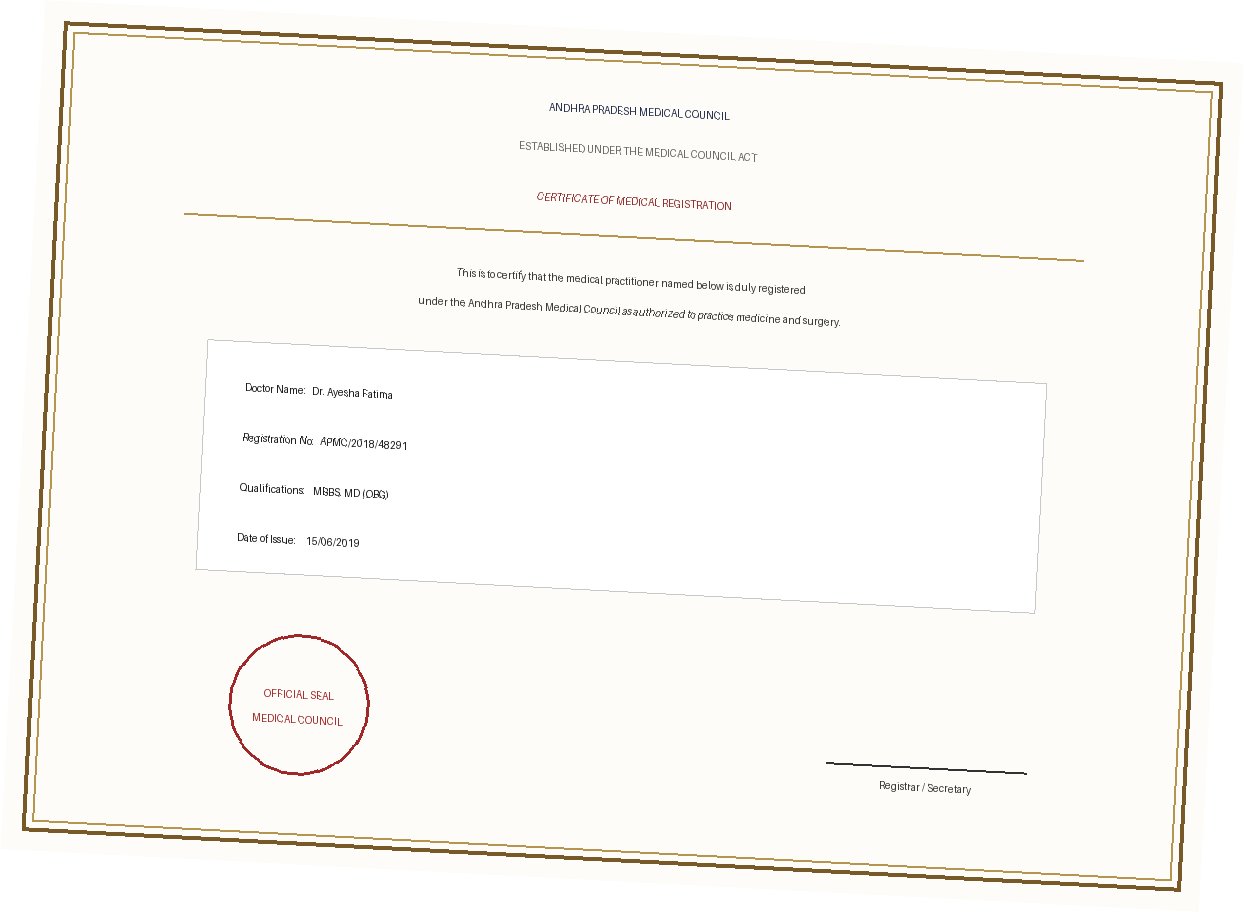 ANDHRA PRADESH MEDICAL COUNCIL
ESTABLISHED UNDER THE MEDICAL COUNCIL ACT
CERTIFICATE OF MEDICAL REGISTRATION
This is to certify that the medical practitioner named below is duly registered
under the Andhra Pradesh Medical Council as authorized to practice medicine and surgery.
Doctor Name: Dr. Ayesha Fatima
Registration No: APMC/2018/48291
Qualifications: MBBS, MD (OBG)
Date of Issue: 15/06/2019
OFFICIAL SEAL
MEDICAL COUNCIL
Registrar / Secretary